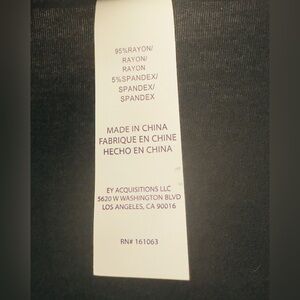 95%RAYON/
RAYON/
RAYON
5%SPANDEX/
SPANDEX/
SPANDEX
MADE IN CHINA
FABRIQUE EN CHINE
HECHO EN CHINA
EY ACQUISITIONS LLC
5620 W WASHINGTON BLVD
LOS ANGELES, CA 90016
RN# 161063